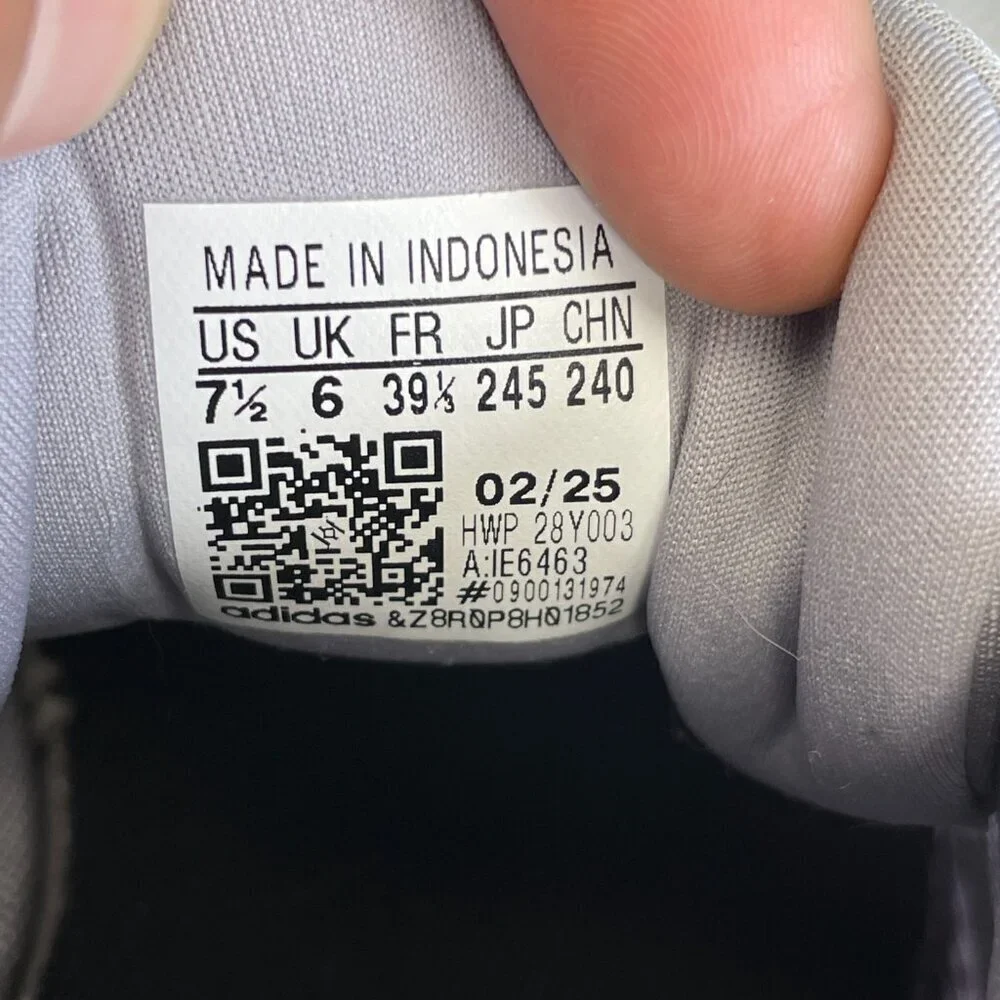 MADE IN INDONESIA
US UK FR JP CHN
7½ 6 39⅓ 245 240
02/25
HWP 28Y003
A:IE6463
#0900131974
adidas &Z8R0P8H01852